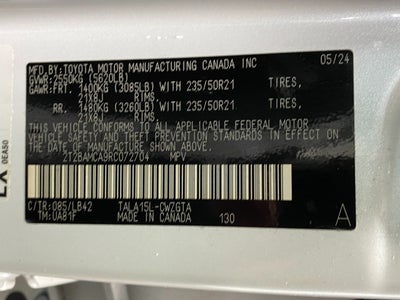 MFD. BY:TOYOTA MOTOR MANUFACTURING CANADA INC 05/24
GVWR:2550KG (5620LB)
GAWR:FRT. 1400KG (3085LB) WITH 235/50R21 TIRES,
21X8J RIMS
RR. 1480KG (3260LB) WITH 235/50R21 TIRES,
21X8J RIMS
THIS VEHICLE CONFORMS TO ALL APPLICABLE FEDERAL MOTOR
VEHICLE SAFETY AND THEFT PREVENTION STANDARDS IN EFFECT
ON THE DATE OF MANUFACTURE SHOWN ABOVE.
2T2BAMCA9RC072704 MPV
C/TR:085/LB42 TALA15L-CWZGTA
TM:UA81F MADE IN CANADA 130 A
LX
0EA50